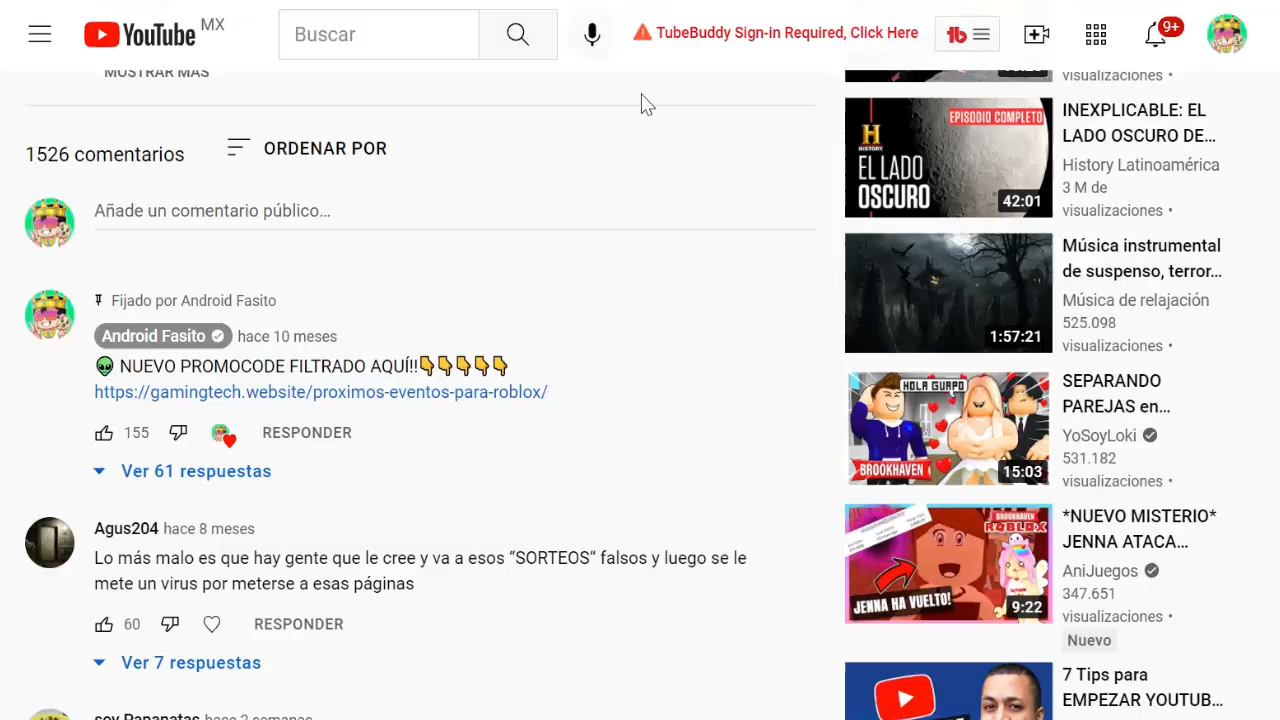 YouTube MX
Buscar
TubeBuddy Sign-in Required, Click Here
9+
MOSTRAR MÁS
1526 comentarios
ORDENAR POR
Añade un comentario público...
Fijado por Android Fasito
Android Fasito hace 10 meses
👽 NUEVO PROMOCODE FILTRADO AQUÍ!!👇👇👇👇👇
https://gamingtech.website/proximos-eventos-para-roblox/
155 RESPONDER
Ver 61 respuestas
Agus204 hace 8 meses
Lo más malo es que hay gente que le cree y va a esos “SORTEOS“ falsos y luego se le
mete un virus por meterse a esas páginas
60 RESPONDER
Ver 7 respuestas
soy Papanatas hace 2 semanas
visualizaciones •
EPISODIO COMPLETO
H
HISTORY
EL LADO
OSCURO
42:01
INEXPLICABLE: EL
LADO OSCURO DE...
History Latinoamérica
3 M de
visualizaciones •
1:57:21
Música instrumental
de suspenso, terror...
Música de relajación
525.098
visualizaciones •
HOLA GUAPO
BROOKHAVEN
15:03
SEPARANDO
PAREJAS en...
YoSoyLoki
531.182
visualizaciones •
BROOKHAVEN
ROBLOX
JENNA HA VUELTO!
9:22
*NUEVO MISTERIO*
JENNA ATACA...
AniJuegos
347.651
visualizaciones •
Nuevo
7 Tips para
EMPEZAR YOUTUB...